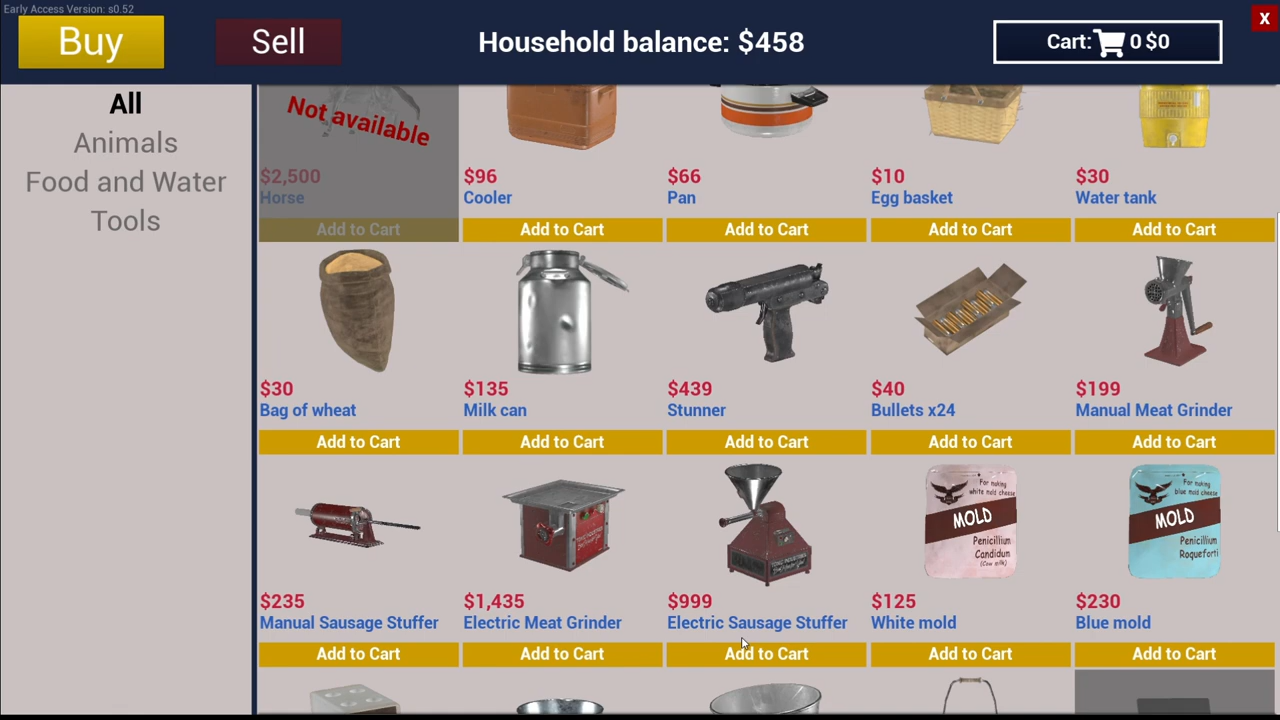 Early Access Version: s0.52
Buy
Sell
Household balance: $458
Cart: 0 $0
X
All
Animals
Food and Water
Tools
Not available
$2,500
Horse
Add to Cart
$96
Cooler
Add to Cart
$66
Pan
Add to Cart
$10
Egg basket
Add to Cart
$30
Water tank
Add to Cart
$30
Bag of wheat
Add to Cart
$135
Milk can
Add to Cart
$439
Stunner
Add to Cart
$40
Bullets x24
Add to Cart
$199
Manual Meat Grinder
Add to Cart
$235
Manual Sausage Stuffer
Add to Cart
$1,435
Electric Meat Grinder
Add to Cart
$999
Electric Sausage Stuffer
Add to Cart
For making
white mold cheese
MOLD
Penicillium
Candidum
(Cow milk)
$125
White mold
Add to Cart
For making
blue mold cheese
MOLD
Penicillium
Roqueforti
$230
Blue mold
Add to Cart